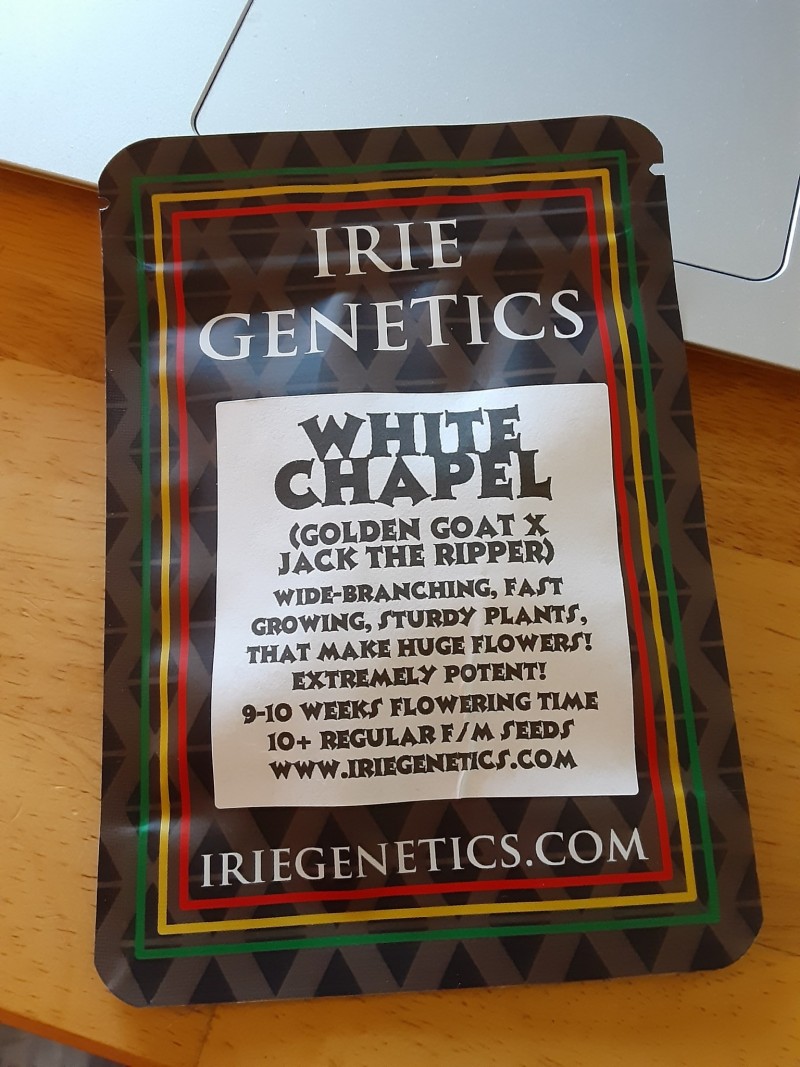 IRIE
GENETICS
WHITE
CHAPEL
(GOLDEN GOAT X
JACK THE RIPPER)
WIDE-BRANCHING, FAST
GROWING, STURDY PLANTS,
THAT MAKE HUGE FLOWERS!
EXTREMELY POTENT!
9-10 WEEKS FLOWERING TIME
10+ REGULAR F/M SEEDS
WWW.IRIEGENETICS.COM
IRIEGENETICS.COM